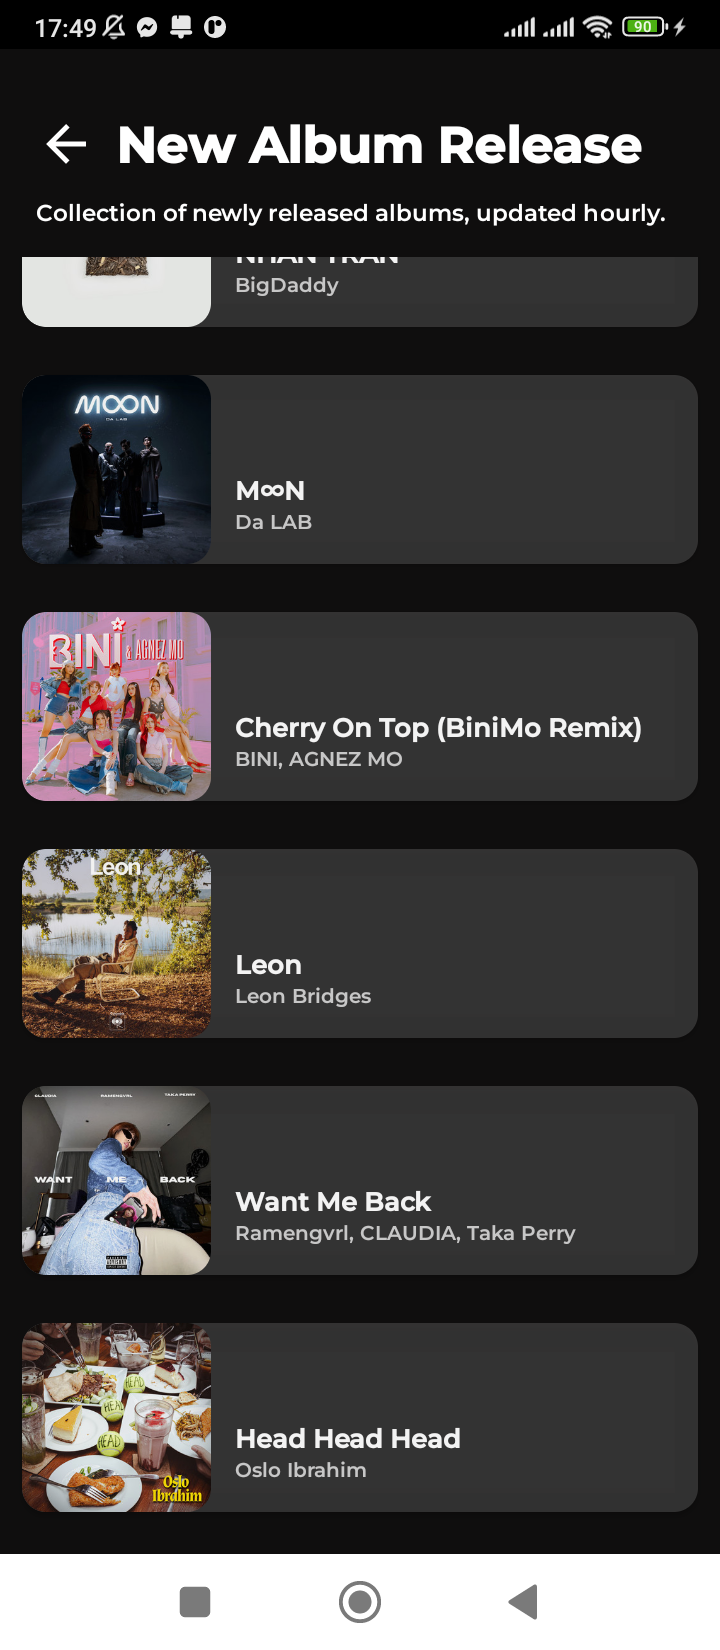 17:49
90
New Album Release
Collection of newly released albums, updated hourly.
BigDaddy
MOON
DA LAB
M∞N
Da LAB
BINI & AGNEZ MO
Cherry On Top (BiniMo Remix)
BINI, AGNEZ MO
Leon
Leon
Leon Bridges
CLAUDIA RAMENGVRL TAKA PERRY
WANT ME BACK
Want Me Back
Ramengvrl, CLAUDIA, Taka Perry
HEAD
HEAD
HEAD
Oslo
Ibrahim
Head Head Head
Oslo Ibrahim